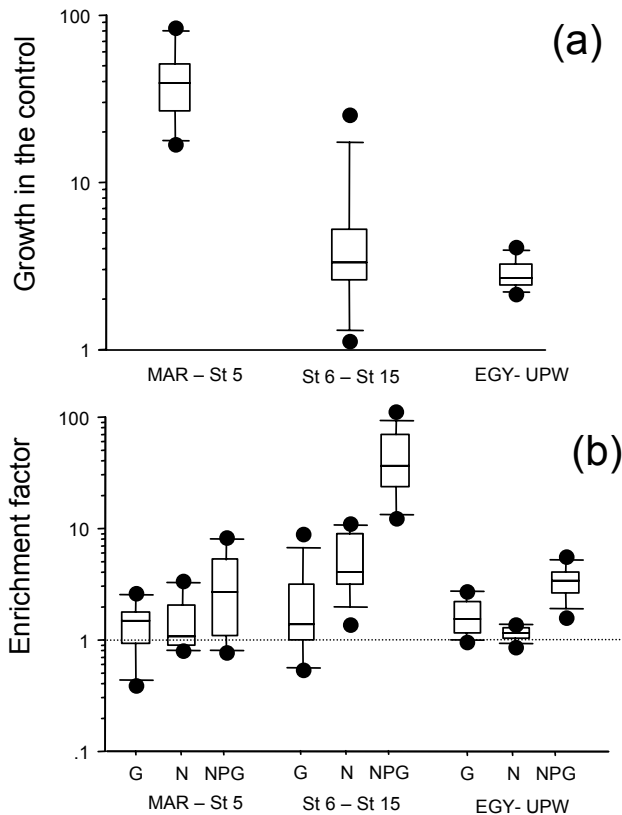 (a)
Growth in the control
100
10
1
MAR – St 5 St 6 – St 15 EGY- UPW
(b)
Enrichment factor
100
10
1
.1
G N NPG G N NPG G N NPG
MAR – St 5 St 6 – St 15 EGY- UPW